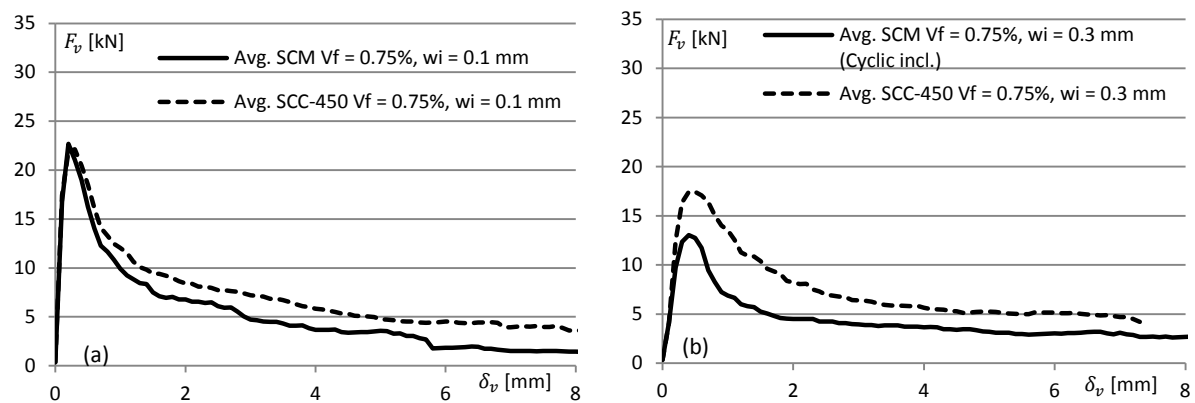 35
30
25
20
15
10
5
0
F_v [kN]
Avg. SCM Vf = 0.75%, wi = 0.1 mm
Avg. SCC-450 Vf = 0.75%, wi = 0.1 mm
(a)
0 2 4 6 8
δ_v [mm]
35
30
25
20
15
10
5
0
F_v [kN]
Avg. SCM Vf = 0.75%, wi = 0.3 mm
(Cyclic incl.)
Avg. SCC-450 Vf = 0.75%, wi = 0.3 mm
(b)
0 2 4 6 8
δ_v [mm]